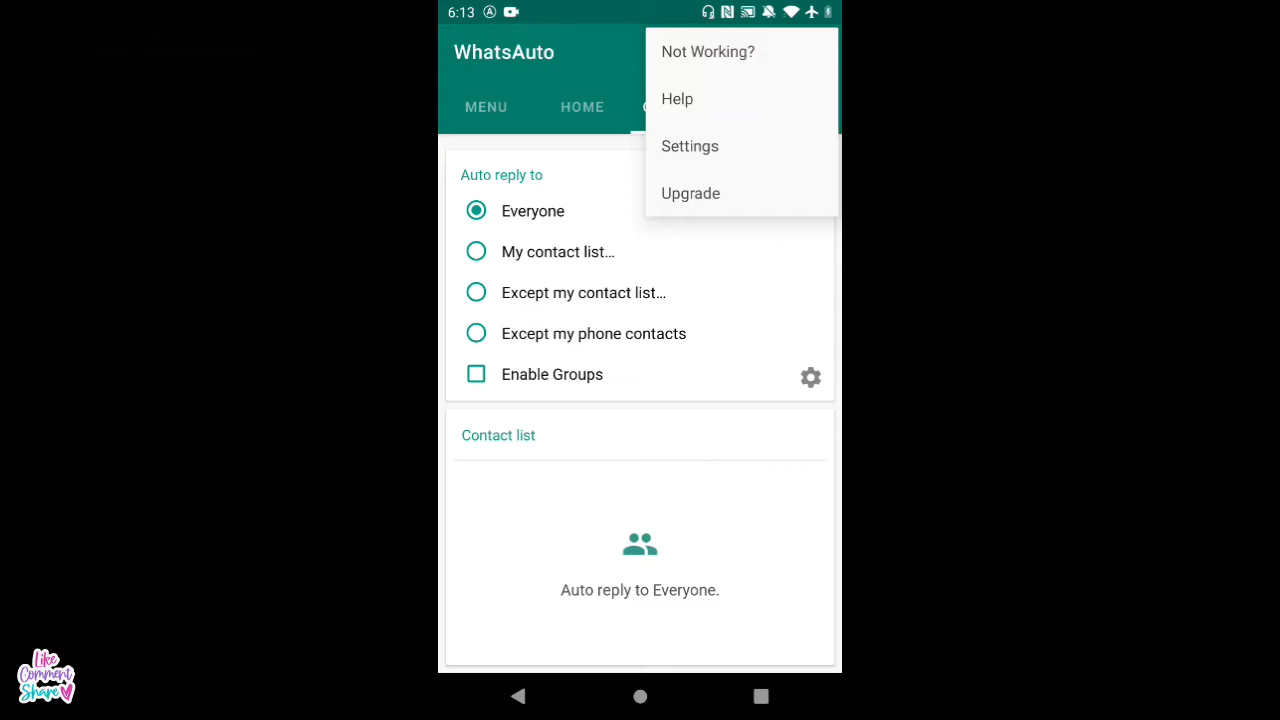 6:13
WhatsAuto
MENU
HOME
Not Working?
Help
Settings
Upgrade
Auto reply to
Everyone
My contact list...
Except my contact list...
Except my phone contacts
Enable Groups
Contact list
Auto reply to Everyone.
Like
Comment
Share